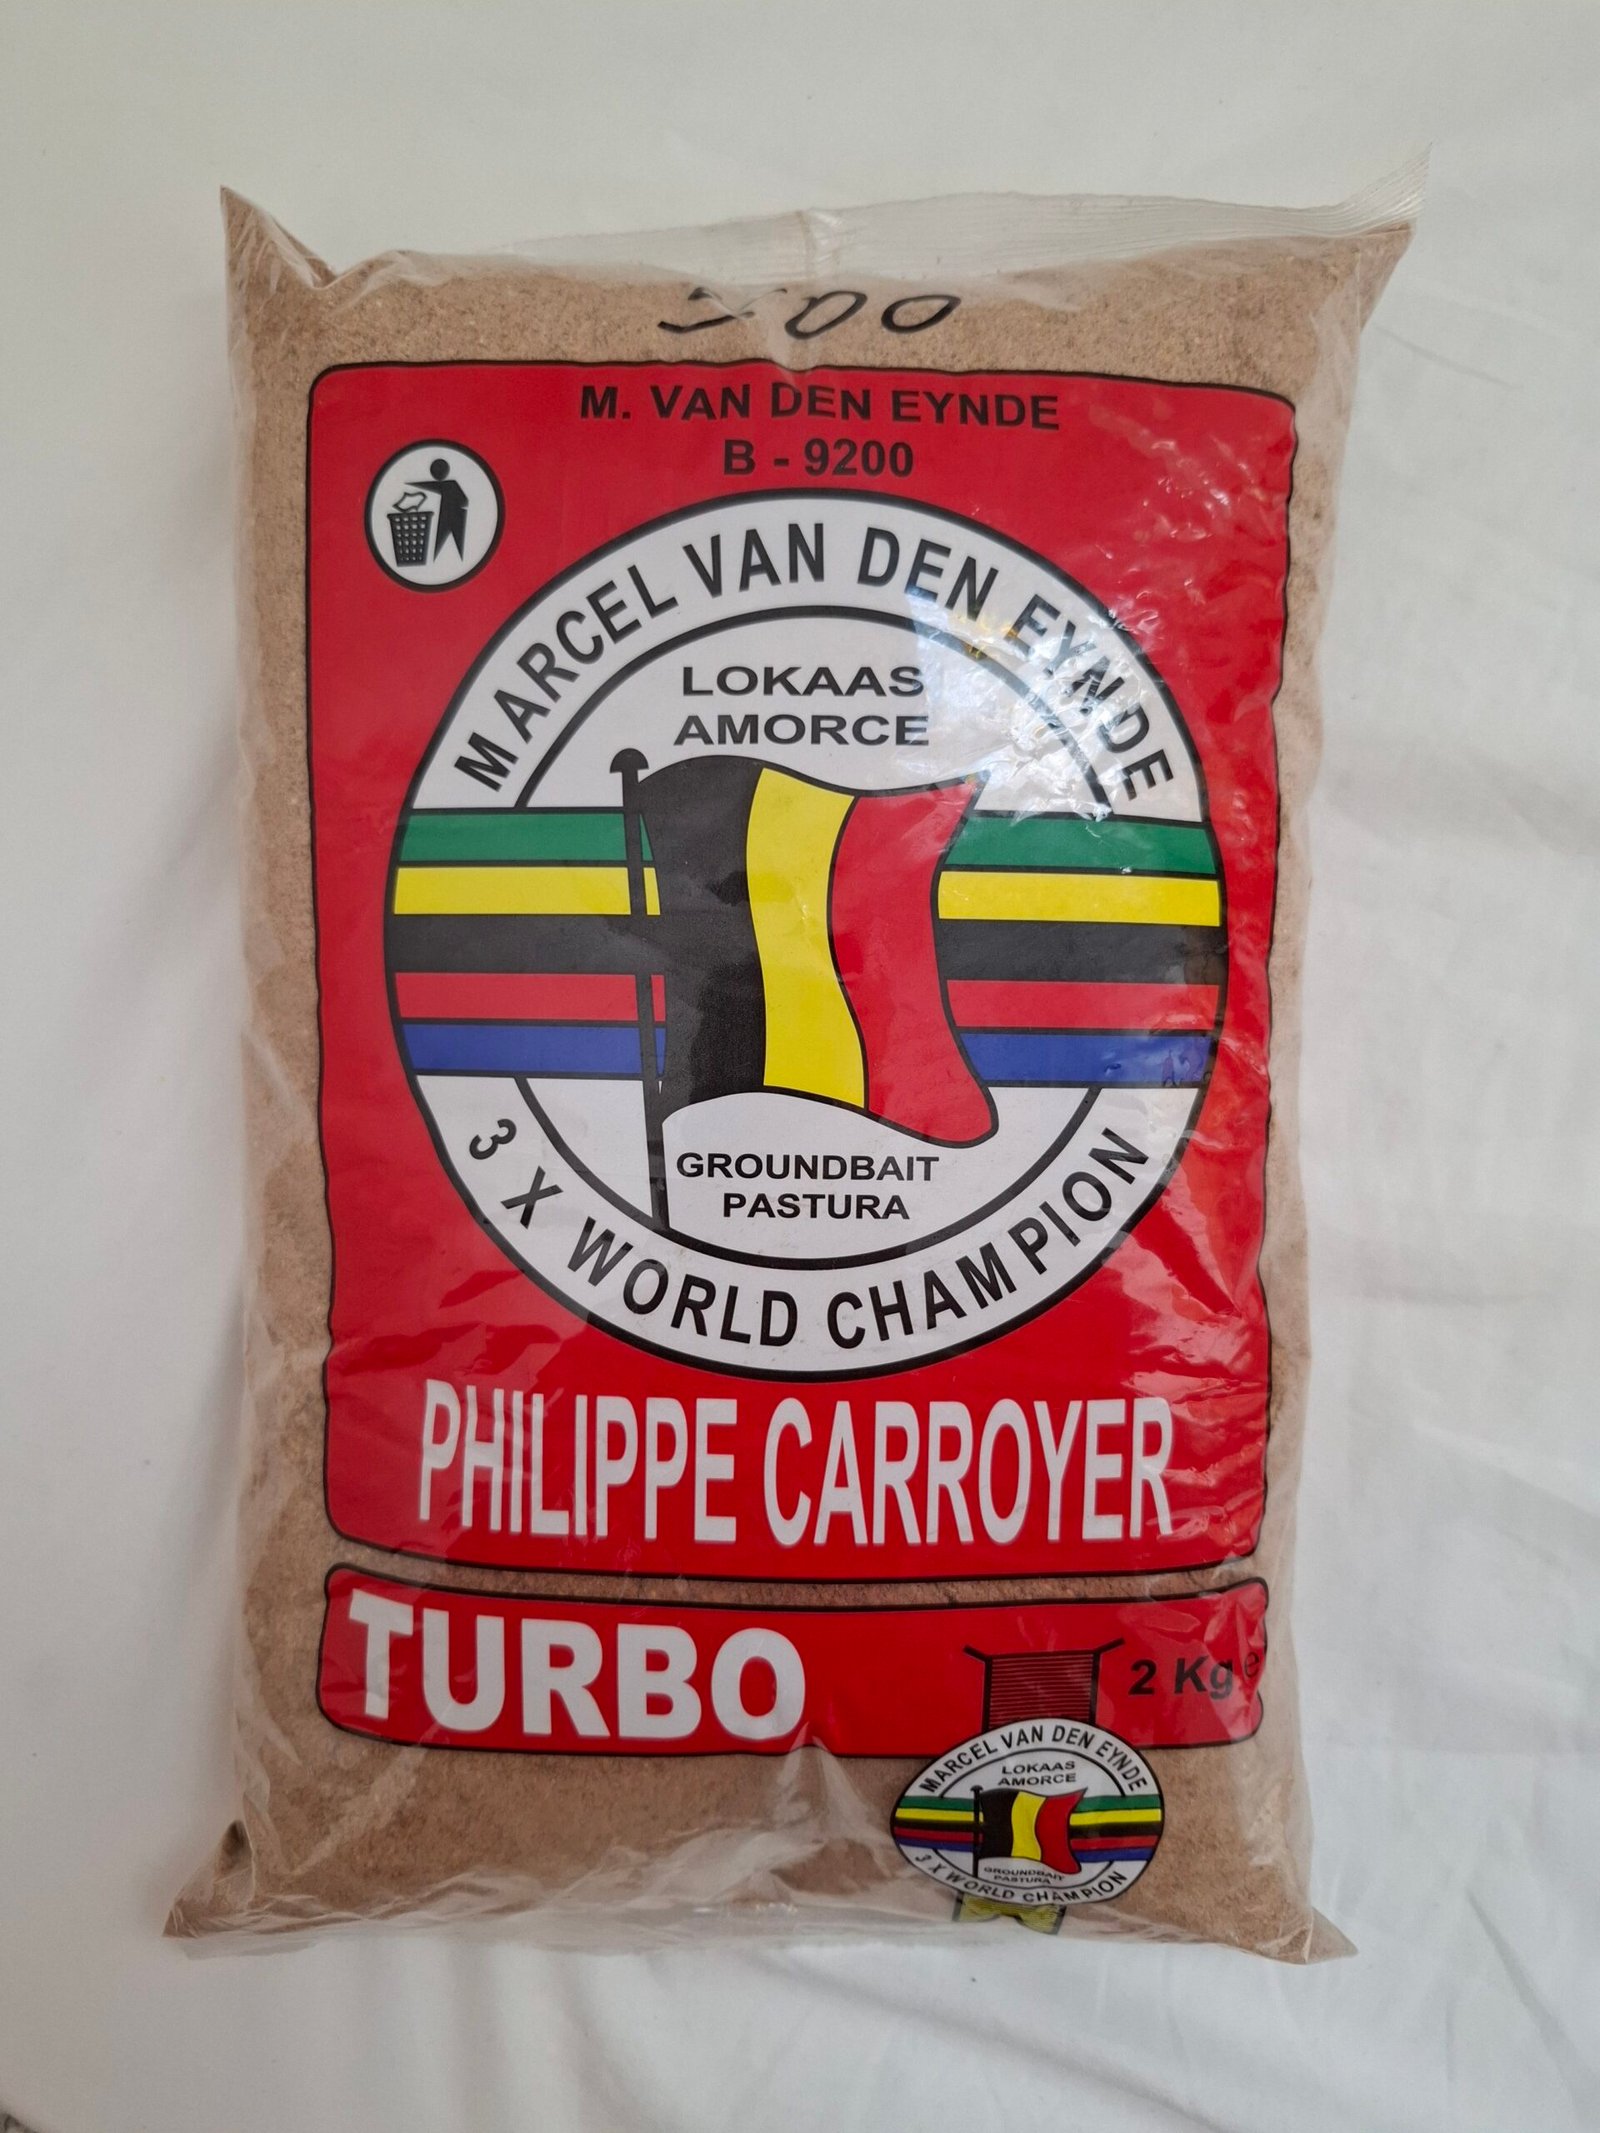 M. VAN DEN EYNDE
B - 9200
MARCEL VAN DEN EYNDE
LOKAAS
AMORCE
GROUNDBAIT
PASTURA
3 X WORLD CHAMPION
PHILIPPE CARROYER
TURBO
2 Kg e
MARCEL VAN DEN EYNDE
LOKAAS
AMORCE
GROUNDBAIT
PASTURA
3 X WORLD CHAMPION